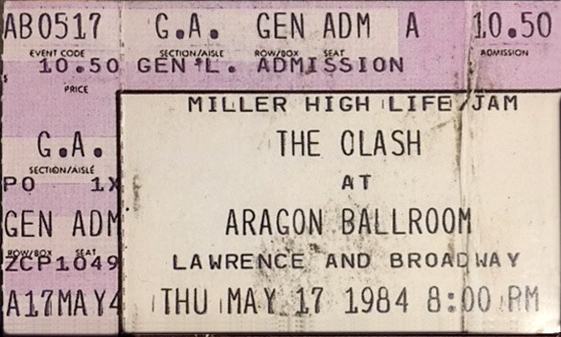 AB0517 G.A. GEN ADM A 10.50
EVENT CODE SECTION/AISLE ROW/BOX SEAT ADMISSION
10.50 GEN'L. ADMISSION
PRICE
MILLER HIGH LIFE/JAM
G.A. THE CLASH
SECTION/AISLE
PO 1X AT
GEN ADM ARAGON BALLROOM
ROW/BOX SEAT
ZCP1049 LAWRENCE AND BROADWAY
A17MAY4 THU MAY 17 1984 8:00 PM